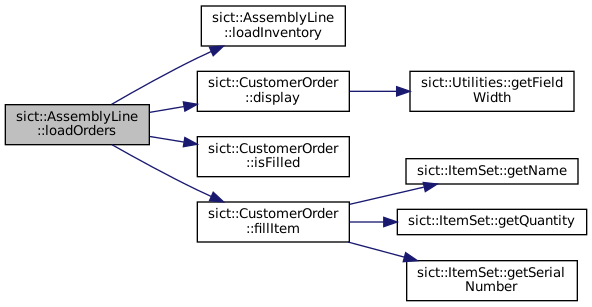 sict::AssemblyLine
::loadOrders
sict::AssemblyLine
::loadInventory
sict::CustomerOrder
::display
sict::Utilities::getField
Width
sict::CustomerOrder
::isFilled
sict::CustomerOrder
::fillItem
sict::ItemSet::getName
sict::ItemSet::getQuantity
sict::ItemSet::getSerial
Number